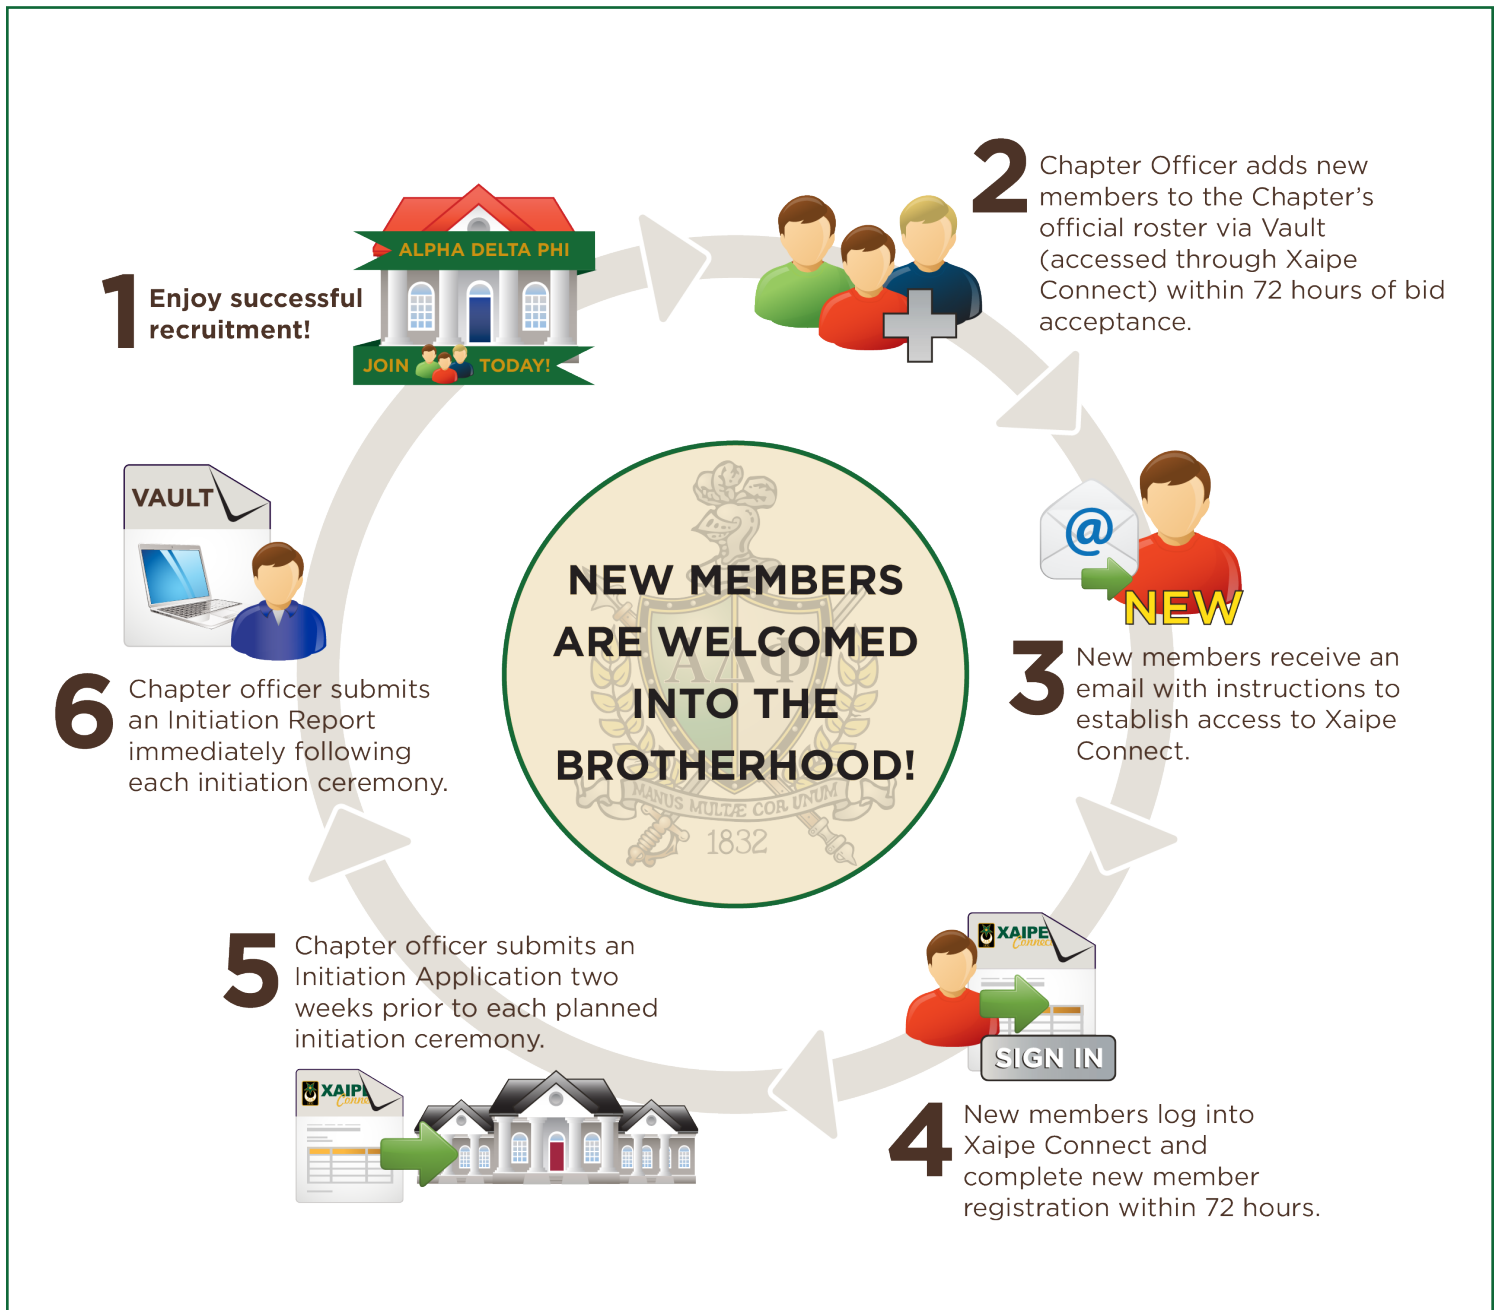 1
Enjoy successful
recruitment!
ALPHA DELTA PHI
JOIN TODAY!
2
Chapter Officer adds new
members to the Chapter’s
official roster via Vault
(accessed through Xaipe
Connect) within 72 hours of bid
acceptance.
@
NEW
3
New members receive an
email with instructions to
establish access to Xaipe
Connect.
XAIPE
Connect
SIGN IN
4
New members log into
Xaipe Connect and
complete new member
registration within 72 hours.
5
Chapter officer submits an
Initiation Application two
weeks prior to each planned
initiation ceremony.
XAIPE
Conne
VAULT
6
Chapter officer submits
an Initiation Report
immediately following
each initiation ceremony.
NEW MEMBERS
ARE WELCOMED
INTO THE
BROTHERHOOD!
ΑΔΦ
MANUS MULTÆ COR UNUM
1832